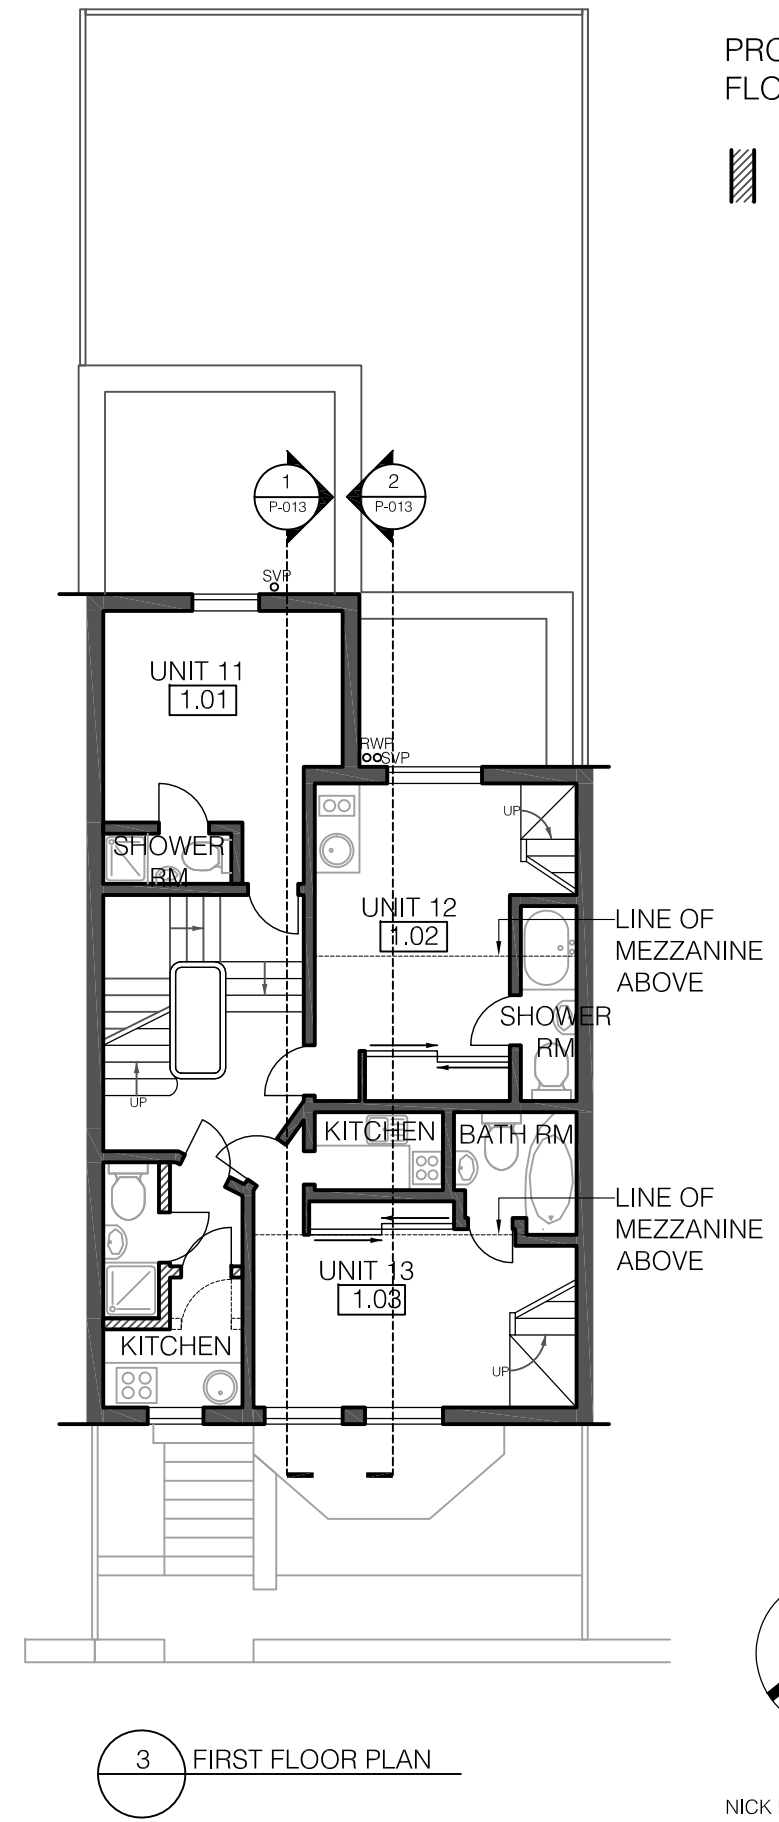 PRO
FLO
1
P-013
2
P-013
SVP
UNIT 11
1.01
RWP
SVP
UP
SHOWER
RM
UNIT 12
1.02
LINE OF
MEZZANINE
ABOVE
SHOWER
RM
UP
KITCHEN
BATH RM
LINE OF
MEZZANINE
ABOVE
UNIT 13
1.03
KITCHEN
UP
3
FIRST FLOOR PLAN
NICK